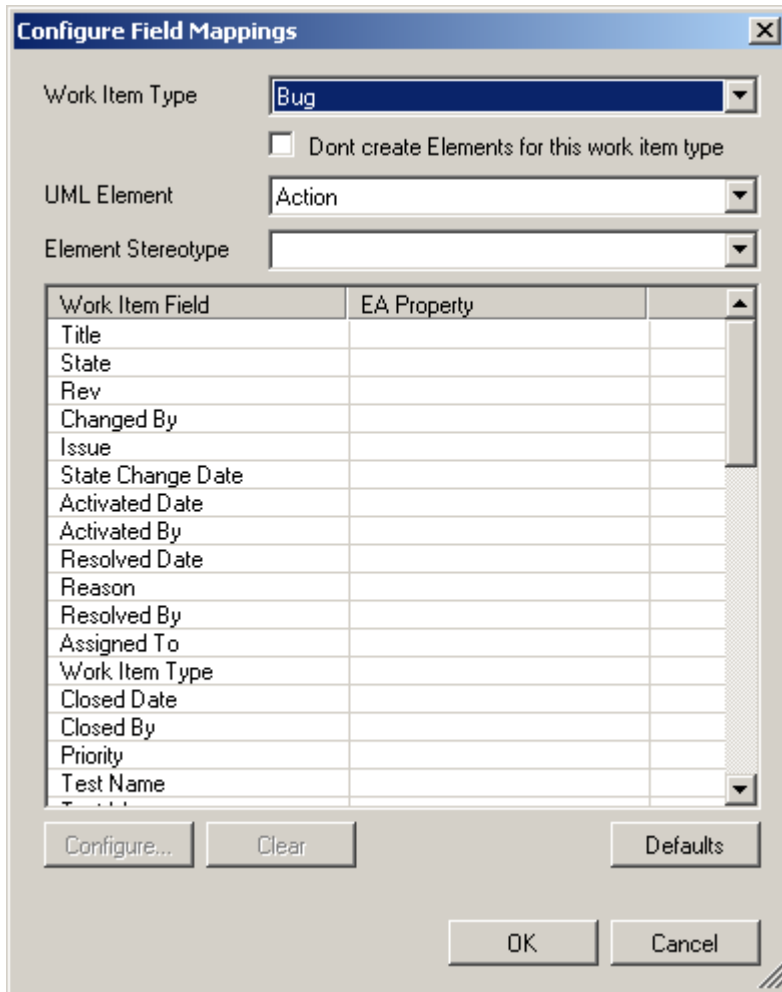 Configure Field Mappings
Work Item Type Bug
Dont create Elements for this work item type
UML Element Action
Element Stereotype
Work Item Field EA Property
Title
State
Rev
Changed By
Issue
State Change Date
Activated Date
Activated By
Resolved Date
Reason
Resolved By
Assigned To
Work Item Type
Closed Date
Closed By
Priority
Test Name
Configure... Clear Defaults
OK Cancel